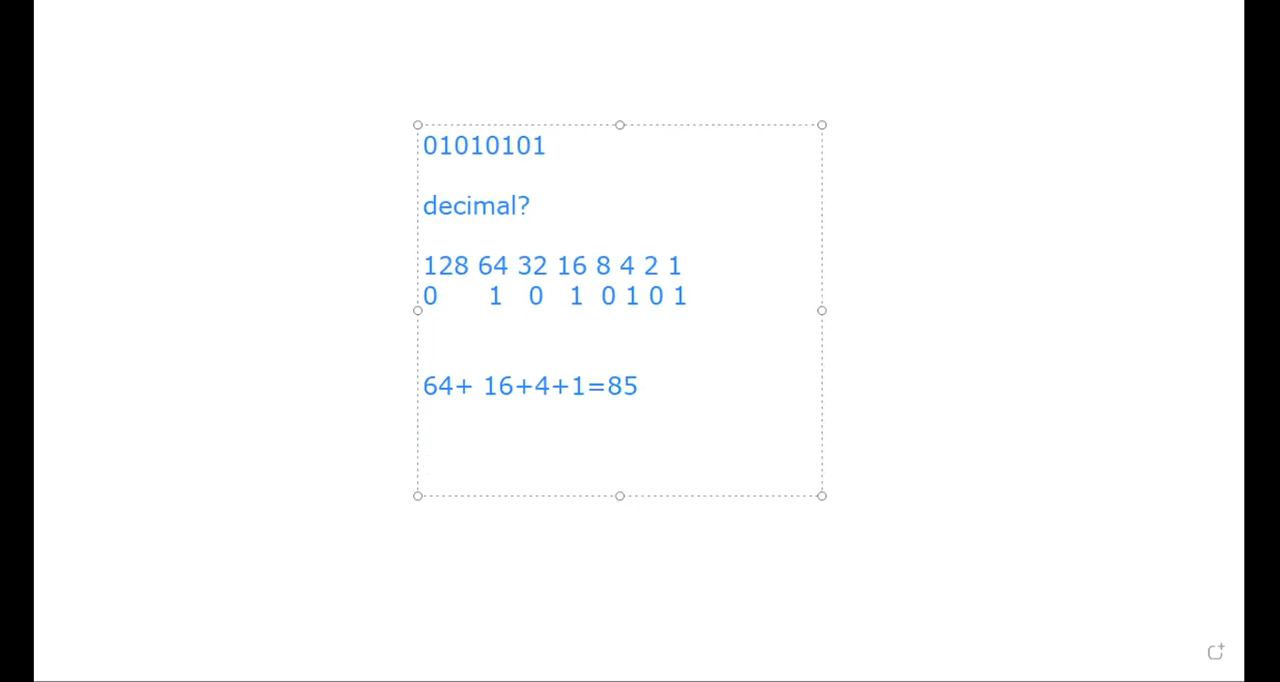 01010101
decimal?
128 64 32 16 8 4 2 1
0 1 0 1 0 1 0 1
64+ 16+4+1=85